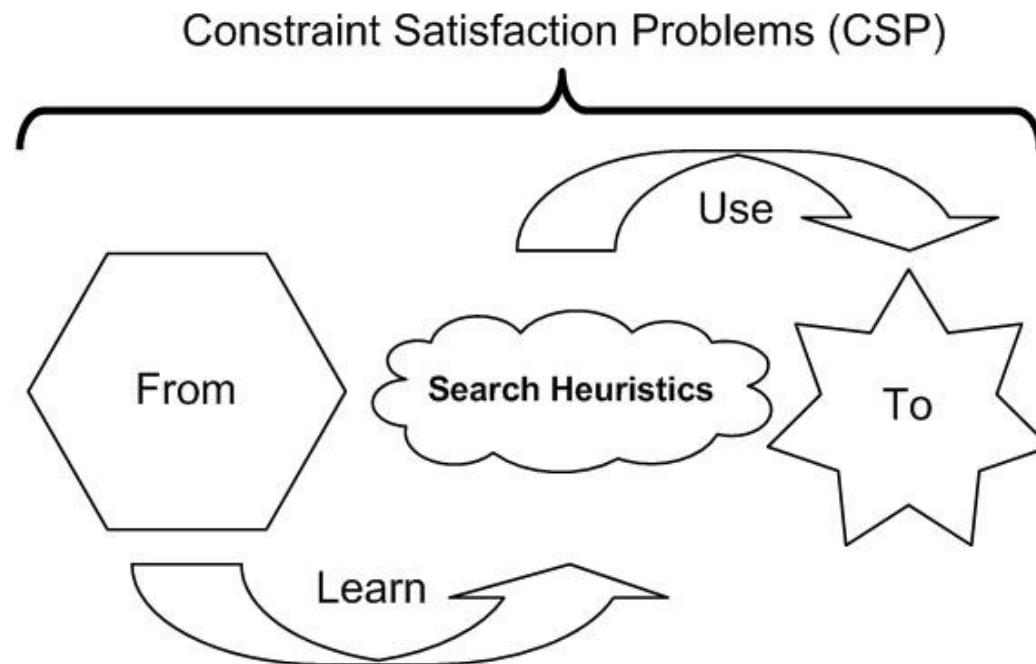 Constraint Satisfaction Problems (CSP)
Use
From
Search Heuristics
To
Learn